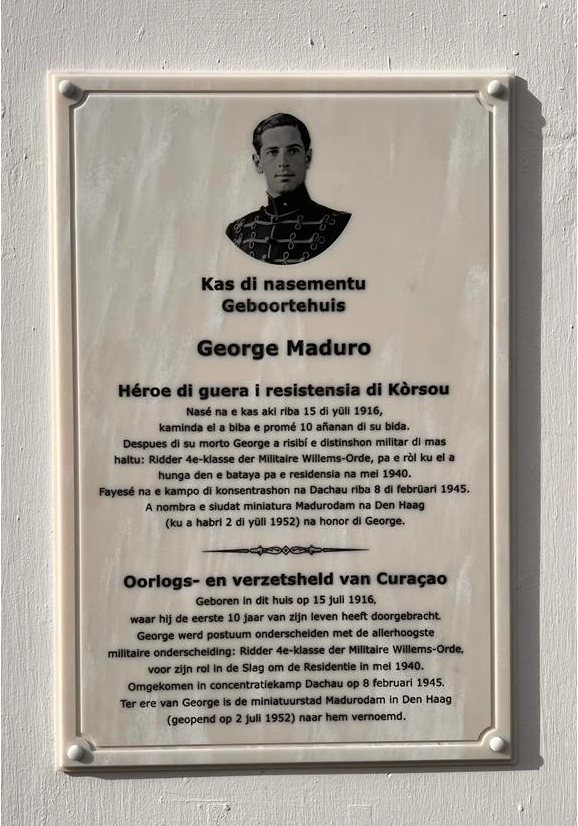 Kas di nasementu
Geboortehuis
George Maduro
Héroe di guera i resistensia di Kòrsou
Nasé na e kas aki riba 15 di yüli 1916,
kaminda el a biba e promé 10 añanan di su bida.
Despues di su morto George a risibí e distinshon militar di mas
haltu: Ridder 4e-klasse der Militaire Willems-Orde, pa e ròl ku el a
hunga den e bataya pa e residensia na mei 1940.
Fayesé na e kampo di konsentrashon na Dachau riba 8 di febrüari 1945.
A nombra e siudat miniatura Madurodam na Den Haag
(ku a habri 2 di yüli 1952) na honor di George.
Oorlogs- en verzetsheld van Curaçao
Geboren in dit huis op 15 juli 1916,
waar hij de eerste 10 jaar van zijn leven heeft doorgebracht.
George werd postuum onderscheiden met de allerhoogste
militaire onderscheiding: Ridder 4e-klasse der Militaire Willems-Orde,
voor zijn rol in de Slag om de Residentie in mei 1940.
Omgekomen in concentratiekamp Dachau op 8 februari 1945.
Ter ere van George is de miniatuurstad Madurodam in Den Haag
(geopend op 2 juli 1952) naar hem vernoemd.